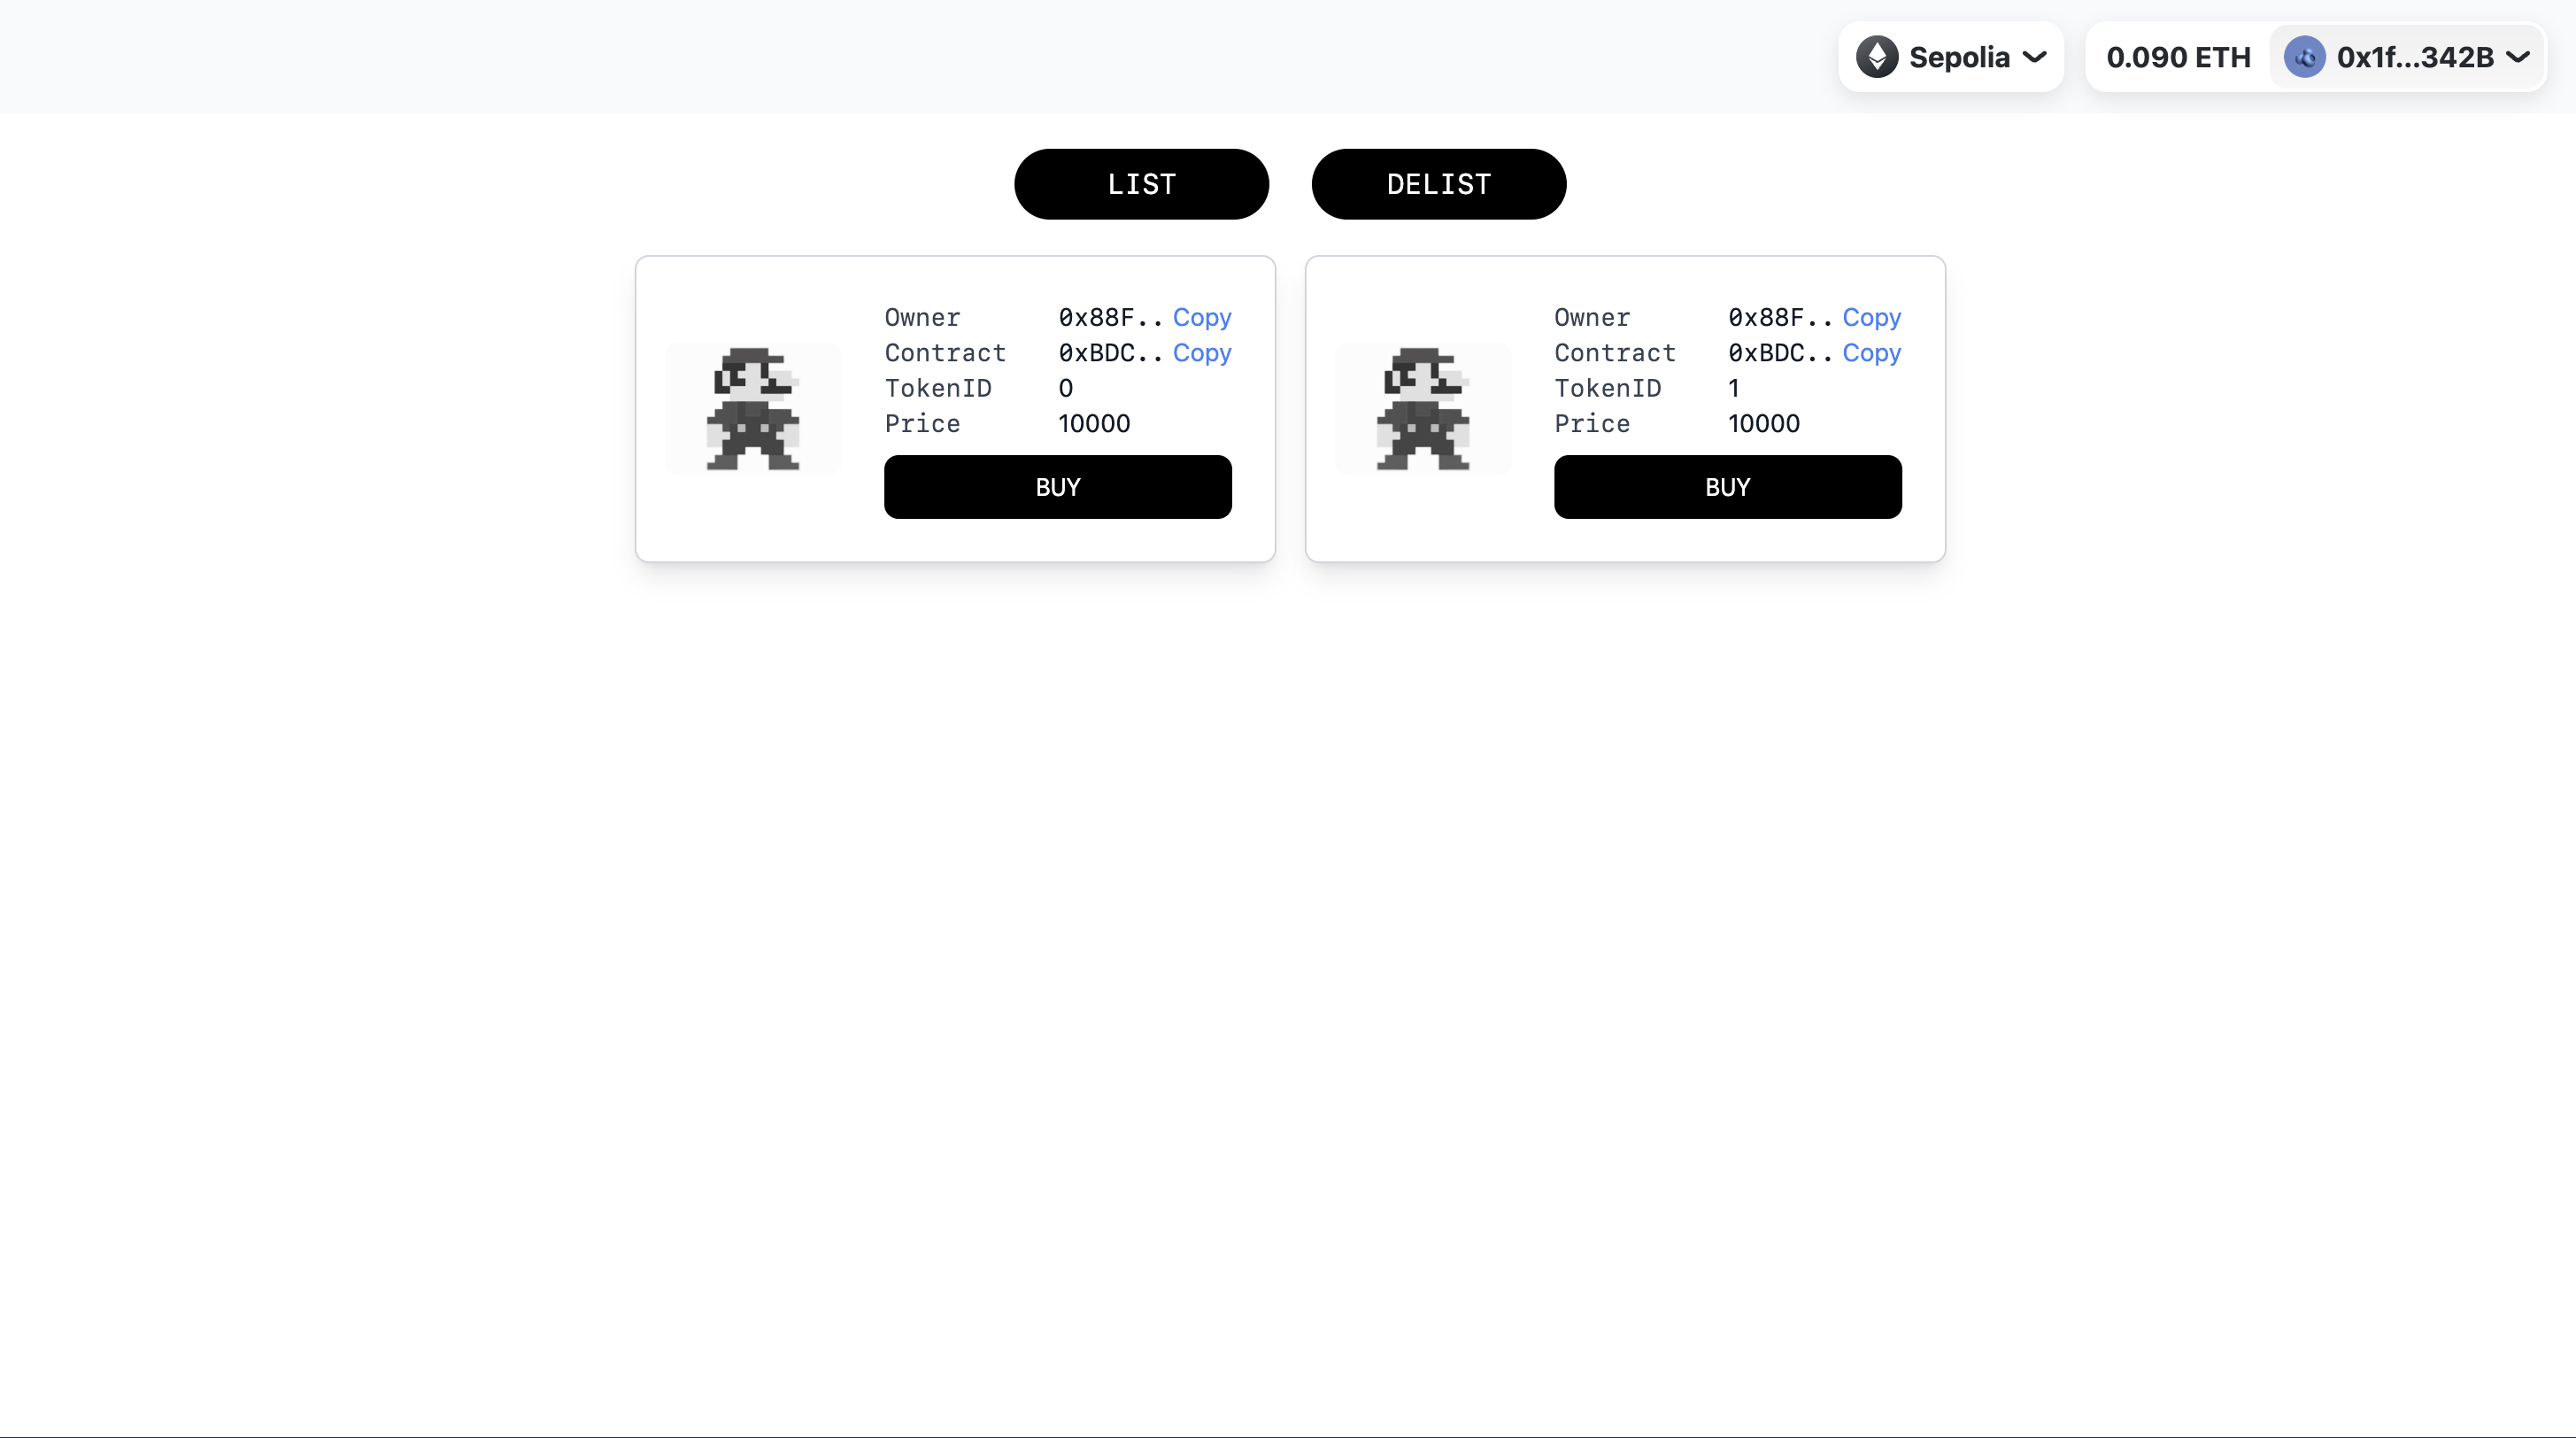 Sepolia
0.090 ETH 0x1f...342B
LIST DELIST
Owner 0x88F.. Copy
Contract 0xBDC.. Copy
TokenID 0
Price 10000
BUY
Owner 0x88F.. Copy
Contract 0xBDC.. Copy
TokenID 1
Price 10000
BUY